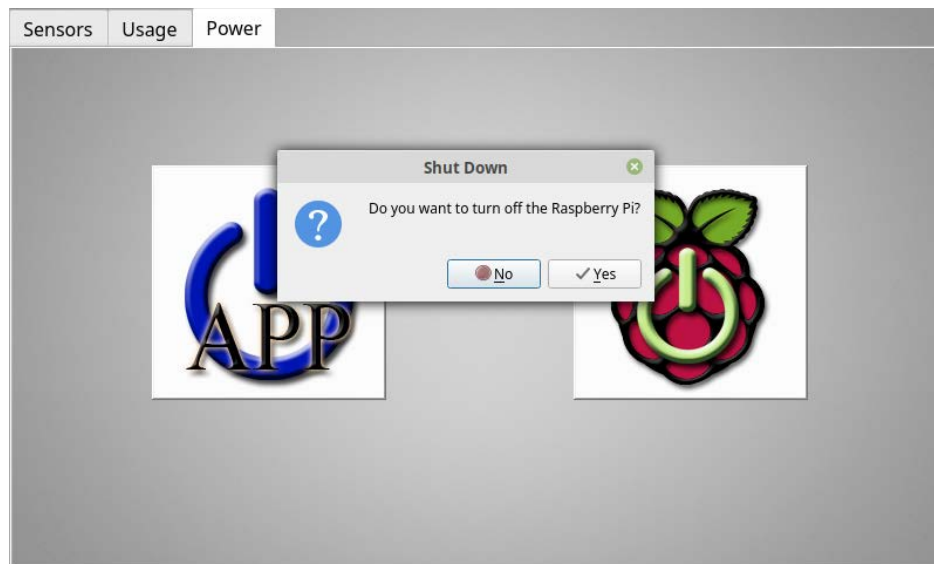 Sensors Usage Power
Shut Down
Do you want to turn off the Raspberry Pi?
No Yes
APP